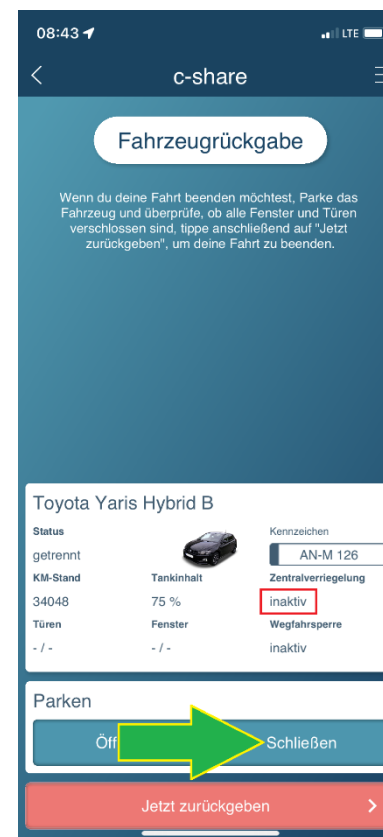 08:43
LTE
c-share
Fahrzeugrückgabe
Wenn du deine Fahrt beenden möchtest, Parke das
Fahrzeug und überprüfe, ob alle Fenster und Türen
verschlossen sind, tippe anschließend auf "Jetzt
zurückgeben", um deine Fahrt zu beenden.
Toyota Yaris Hybrid B
Status
Kennzeichen
getrennt
AN-M 126
KM-Stand Tankinhalt Zentralverriegelung
34048 75 % inaktiv
Türen Fenster Wegfahrsperre
- / - - / - inaktiv
Parken
Schließen
Jetzt zurückgeben